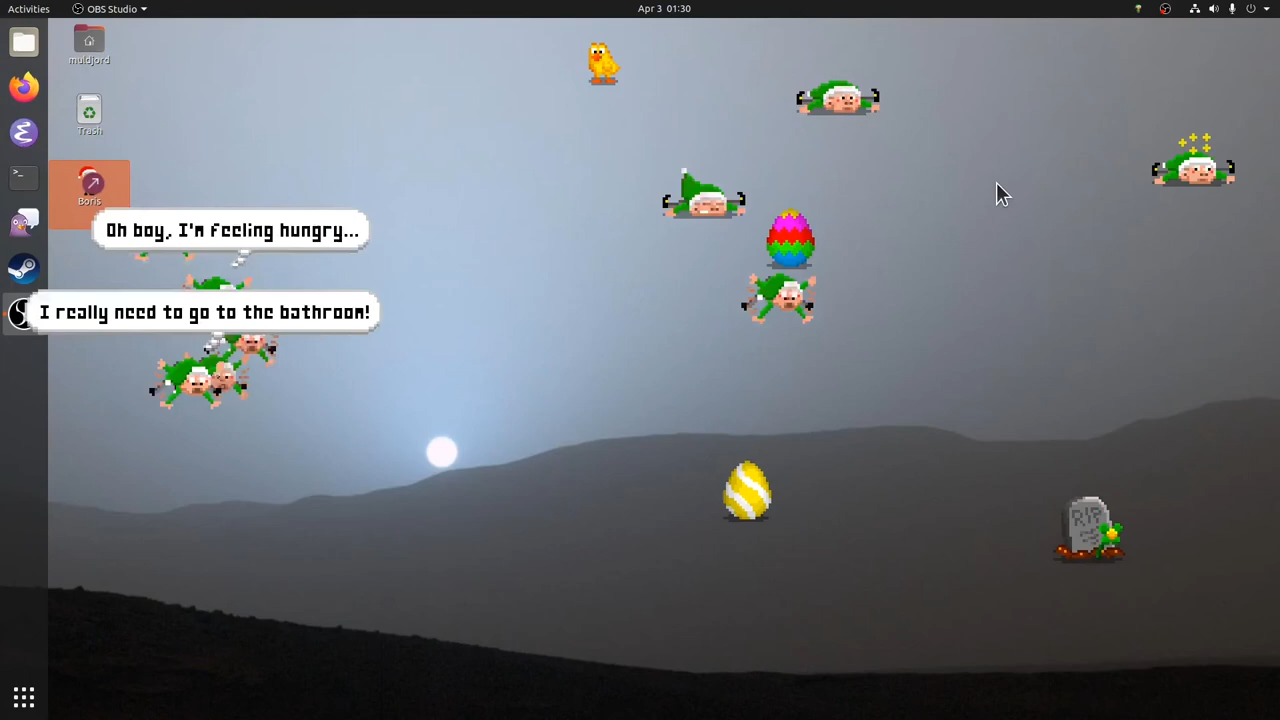 Activities
OBS Studio
Apr 3 01:30
muldjord
Trash
Boris
Oh boy, I'm feeling hungry...
I really need to go to the bathroom!
RIP